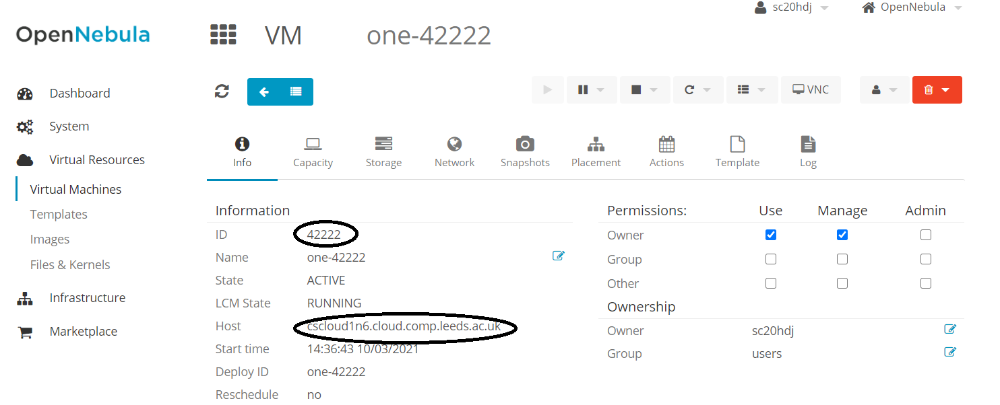 sc20hdj OpenNebula
OpenNebula VM one-42222
VNC
Dashboard
System
Virtual Resources
Virtual Machines
Templates
Images
Files & Kernels
Infrastructure
Marketplace
Info Capacity Storage Network Snapshots Placement Actions Template Log
Information
ID 42222
Name one-42222
State ACTIVE
LCM State RUNNING
Host cscloud1n6.cloud.comp.leeds.ac.uk
Start time 14:36:43 10/03/2021
Deploy ID one-42222
Reschedule no
Permissions: Use Manage Admin
Owner
Group
Other
Ownership
Owner sc20hdj
Group users